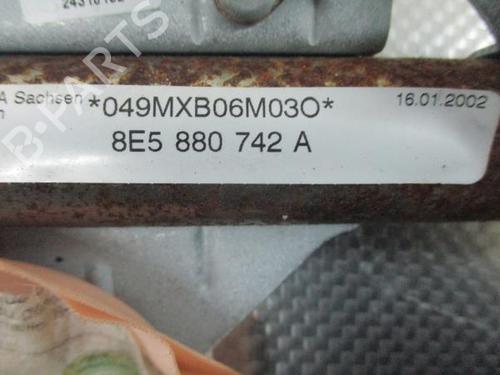 A Sachsen
*049MXB06M03O*
16.01.2002
8E5 880 742 A
B-PARTS